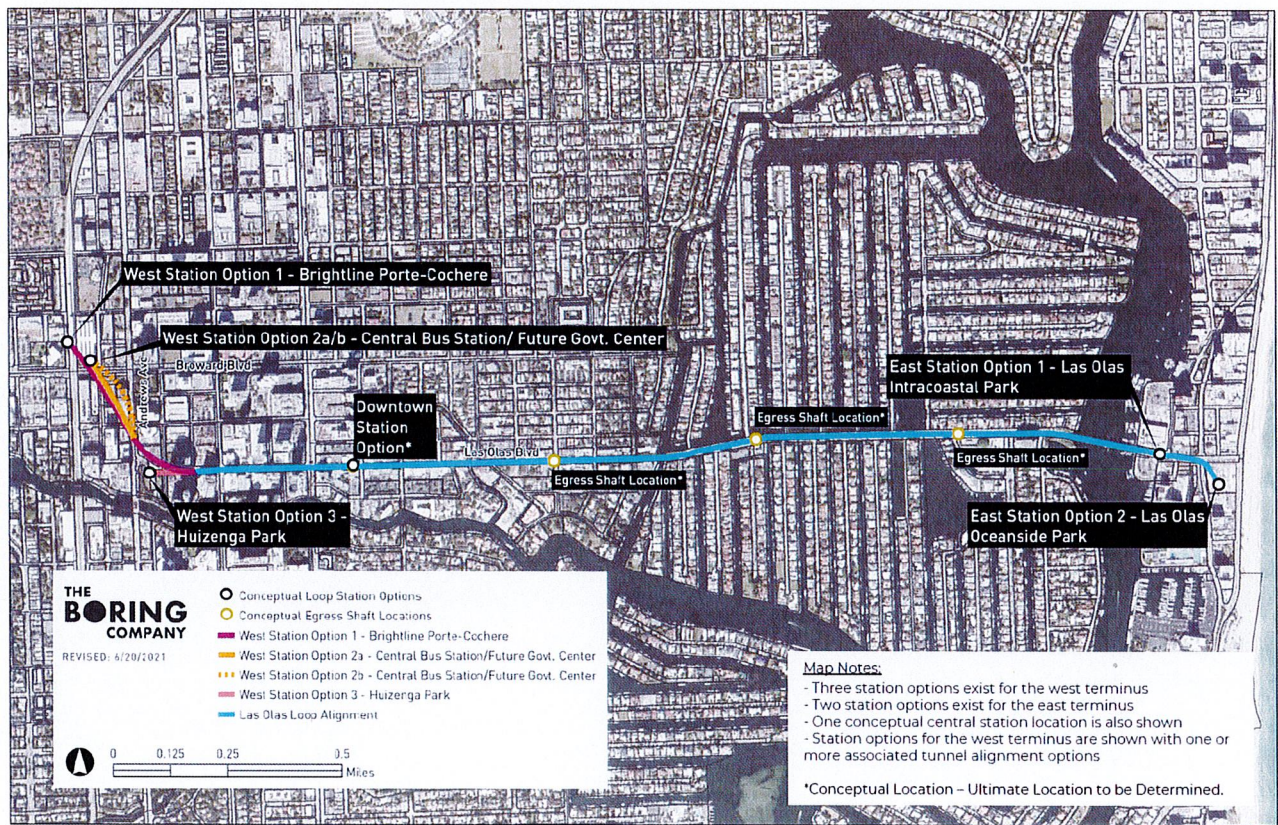 West Station Option 1 - Brightline Porte-Cochere
West Station Option 2a/b - Central Bus Station/ Future Govt. Center
Broward Blvd
Andrews Ave
East Station Option 1 - Las Olas
Intracoastal Park
Downtown
Station
Option*
Las Olas Blvd
Egress Shaft Location*
Egress Shaft Location*
Egress Shaft Location*
West Station Option 3 -
Huizenga Park
East Station Option 2 - Las Olas
Oceanside Park
THE
BORING
COMPANY
REVISED: 6/20/2021
Conceptual Loop Station Options
Conceptual Egress Shaft Locations
West Station Option 1 - Brightline Porte-Cochere
West Station Option 2a - Central Bus Station/Future Govt. Center
West Station Option 2b - Central Bus Station/Future Govt. Center
West Station Option 3 - Huizenga Park
Las Olas Loop Alignment
0 0.125 0.25 0.5
Miles
Map Notes:
- Three station options exist for the west terminus
- Two station options exist for the east terminus
- One conceptual central station location is also shown
- Station options for the west terminus are shown with one or
more associated tunnel alignment options
*Conceptual Location – Ultimate Location to be Determined.